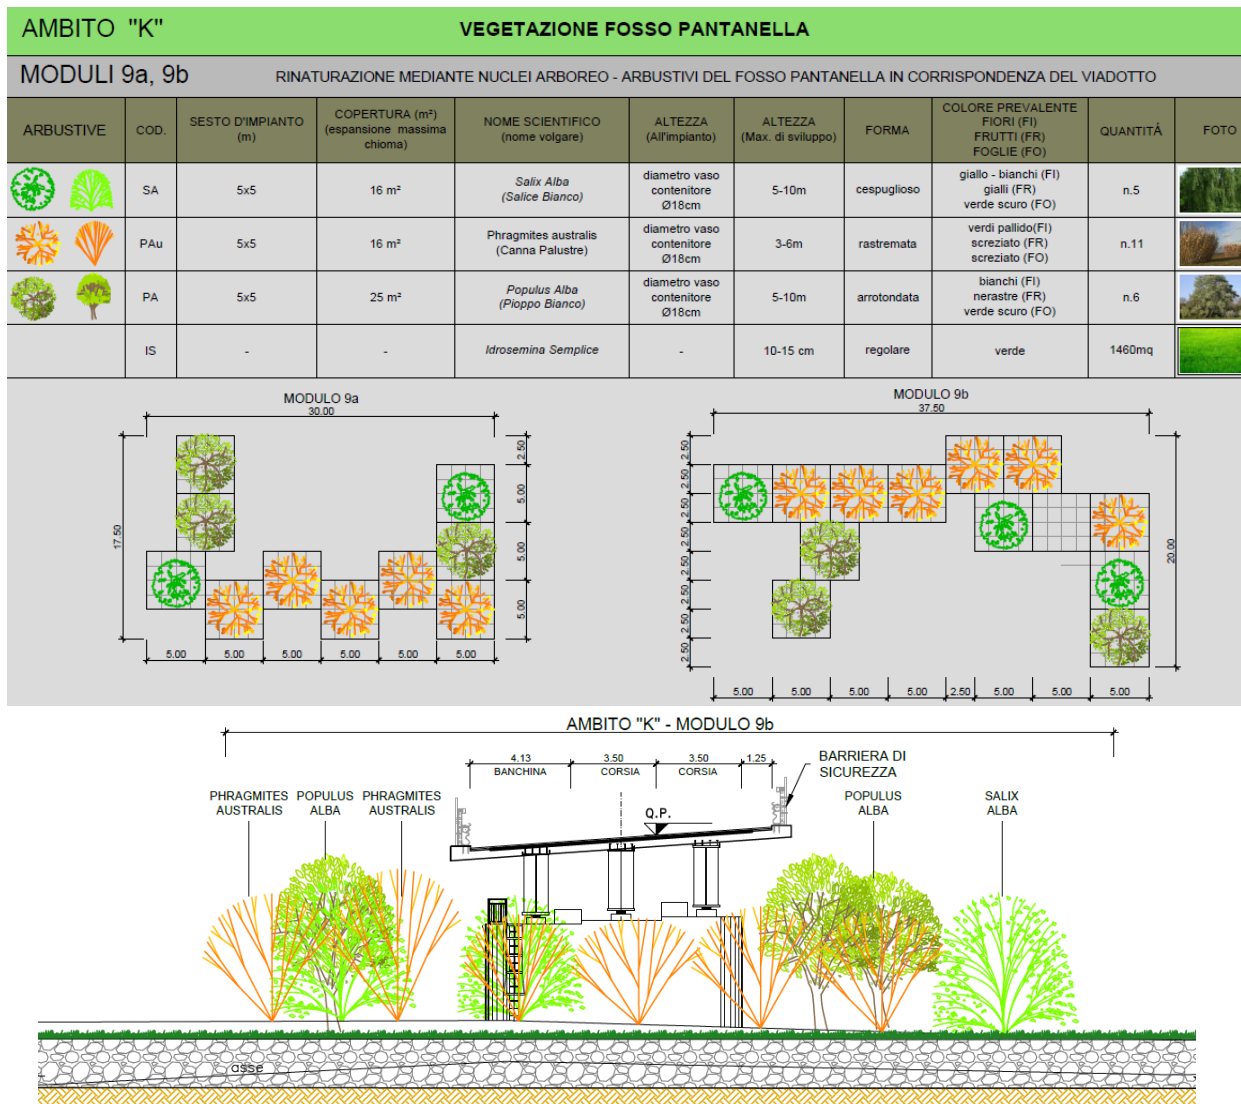 AMBITO "K"
VEGETAZIONE FOSSO PANTANELLA
MODULI 9a, 9b
RINATURAZIONE MEDIANTE NUCLEI ARBOREO - ARBUSTIVI DEL FOSSO PANTANELLA IN CORRISPONDENZA DEL VIADOTTO
ARBUSTIVE
COD.
SESTO D'IMPIANTO
(m)
COPERTURA (m²)
(espansione massima
chioma)
NOME SCIENTIFICO
(nome volgare)
ALTEZZA
(All'impianto)
ALTEZZA
(Max. di sviluppo)
FORMA
COLORE PREVALENTE
FIORI (FI)
FRUTTI (FR)
FOGLIE (FO)
QUANTITÁ
FOTO
SA
5x5
16 m²
Salix Alba
(Salice Bianco)
diametro vaso
contenitore
Ø18cm
5-10m
cespuglioso
giallo - bianchi (FI)
gialli (FR)
verde scuro (FO)
n.5
PAu
5x5
16 m²
Phragmites australis
(Canna Palustre)
diametro vaso
contenitore
Ø18cm
3-6m
rastremata
verdi pallido(FI)
screziato (FR)
screziato (FO)
n.11
PA
5x5
25 m²
Populus Alba
(Pioppo Bianco)
diametro vaso
contenitore
Ø18cm
5-10m
arrotondata
bianchi (FI)
nerastre (FR)
verde scuro (FO)
n.6
IS
-
-
Idrosemina Semplice
-
10-15 cm
regolare
verde
1460mq
MODULO 9a
30.00
17.50
2.50
5.00
5.00
5.00
5.00 5.00 5.00 5.00 5.00 5.00
MODULO 9b
37.50
2.50
2.50
2.50
2.50
2.50
2.50
2.50
2.50
20.00
5.00 5.00 5.00 5.00 2.50 5.00 5.00 5.00
AMBITO "K" - MODULO 9b
4.13 3.50 3.50 1.25
BANCHINA CORSIA CORSIA
BARRIERA DI
SICUREZZA
PHRAGMITES
AUSTRALIS
POPULUS
ALBA
PHRAGMITES
AUSTRALIS
Q.P.
POPULUS
ALBA
SALIX
ALBA
asse